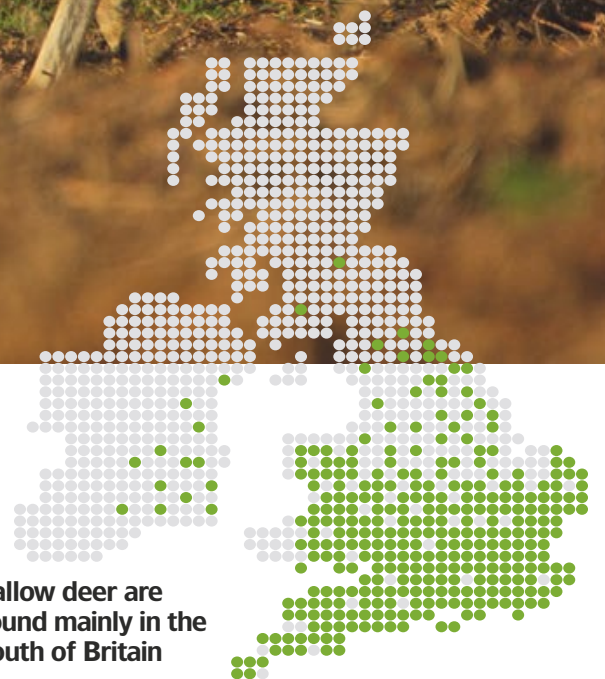 allow deer are
ound mainly in the
outh of Britain